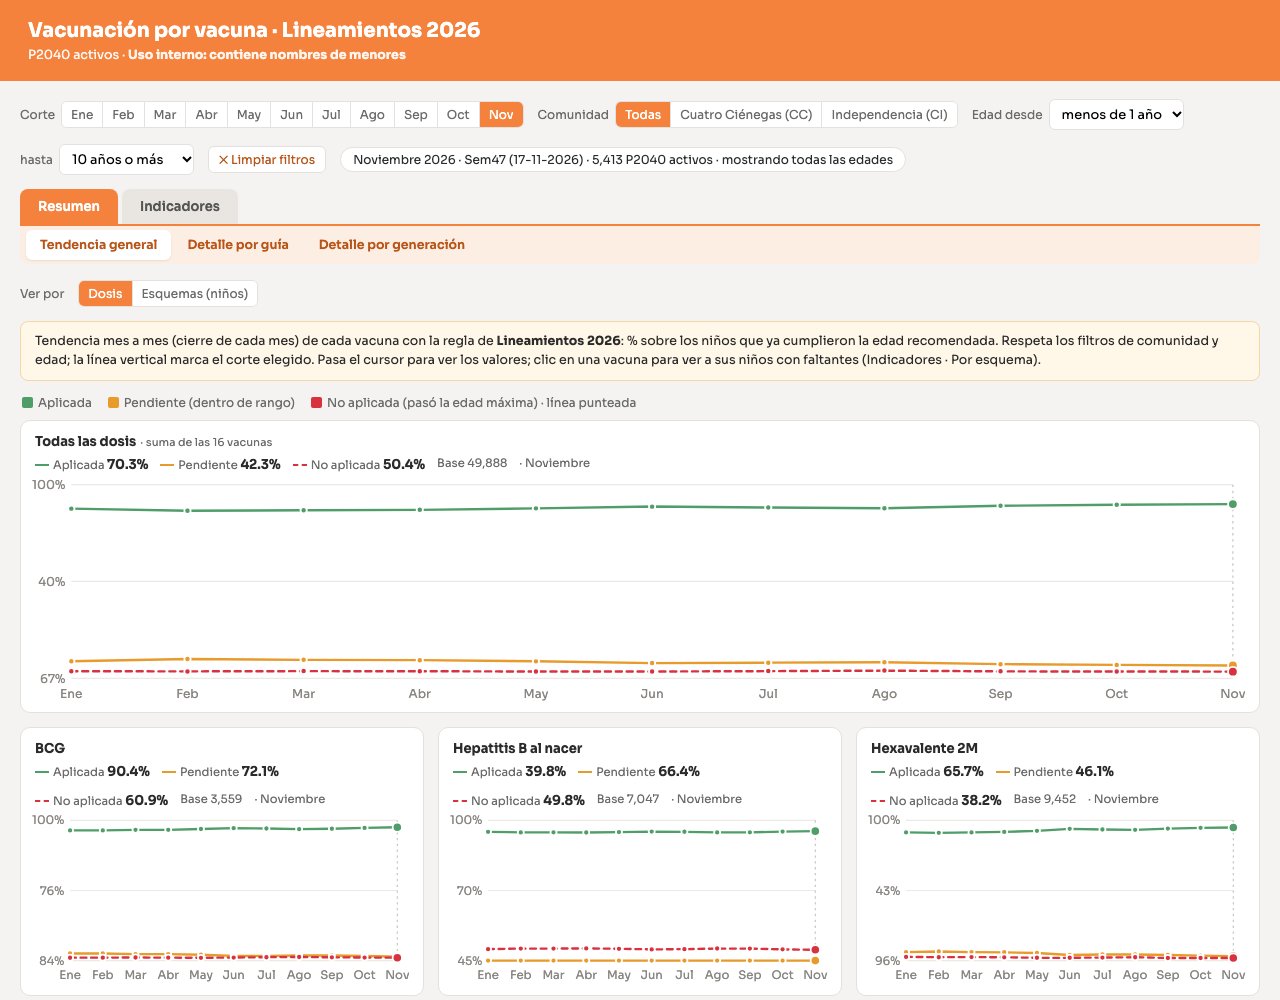 Vacunación por vacuna · Lineamientos 2026
P2040 activos · Uso interno: contiene nombres de menores
Corte Ene Feb Mar Abr May Jun Jul Ago Sep Oct Nov Comunidad Todas Cuatro Ciénegas (CC) Independencia (CI) Edad desde menos de 1 año
hasta 10 años o más ✕ Limpiar filtros Noviembre 2026 · Sem47 (17-11-2026) · 5,413 P2040 activos · mostrando todas las edades
Resumen Indicadores
Tendencia general Detalle por guía Detalle por generación
Ver por Dosis Esquemas (niños)
Tendencia mes a mes (cierre de cada mes) de cada vacuna con la regla de Lineamientos 2026: % sobre los niños que ya cumplieron la edad recomendada. Respeta los filtros de comunidad y
edad; la línea vertical marca el corte elegido. Pasa el cursor para ver los valores; clic en una vacuna para ver a sus niños con faltantes (Indicadores · Por esquema).
Aplicada Pendiente (dentro de rango) No aplicada (pasó la edad máxima) · línea punteada
Todas las dosis · suma de las 16 vacunas
Aplicada 70.3% Pendiente 42.3% No aplicada 50.4% Base 49,888 · Noviembre
100%
40%
67%
Ene Feb Mar Abr May Jun Jul Ago Sep Oct Nov
BCG
Aplicada 90.4% Pendiente 72.1%
No aplicada 60.9% Base 3,559 · Noviembre
100%
76%
84%
Ene Feb Mar Abr May Jun Jul Ago Sep Oct Nov
Hepatitis B al nacer
Aplicada 39.8% Pendiente 66.4%
No aplicada 49.8% Base 7,047 · Noviembre
100%
70%
45%
Ene Feb Mar Abr May Jun Jul Ago Sep Oct Nov
Hexavalente 2M
Aplicada 65.7% Pendiente 46.1%
No aplicada 38.2% Base 9,452 · Noviembre
100%
43%
96%
Ene Feb Mar Abr May Jun Jul Ago Sep Oct Nov